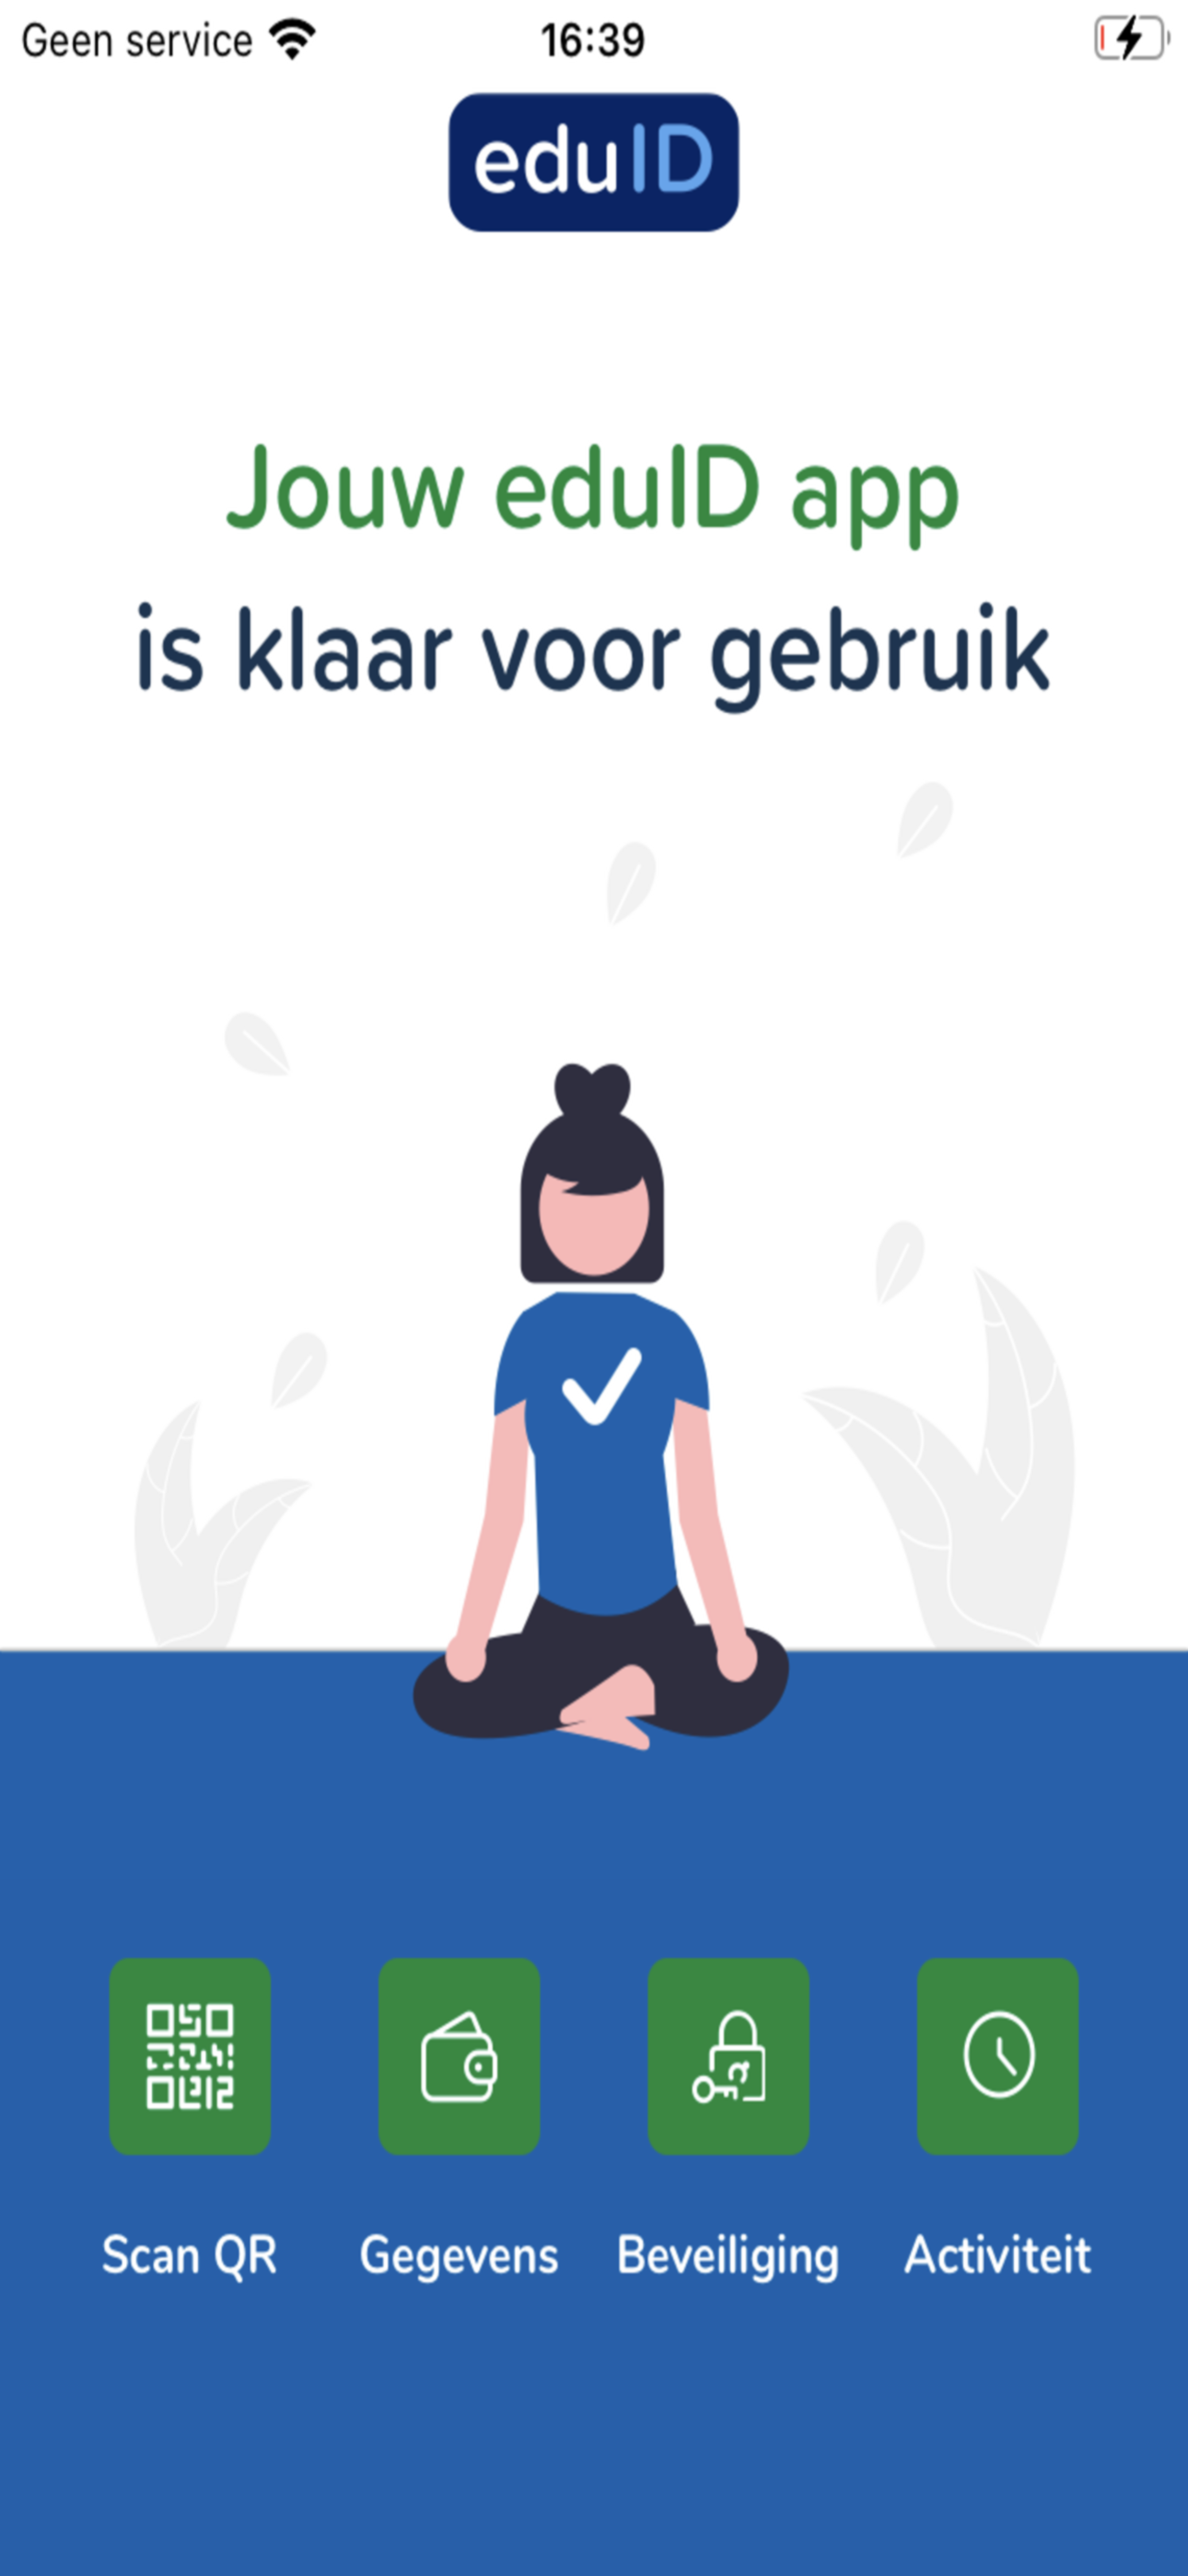 Geen service 16:39
eduID
Jouw eduID app
is klaar voor gebruik
Scan QR Gegevens Beveiliging Activiteit